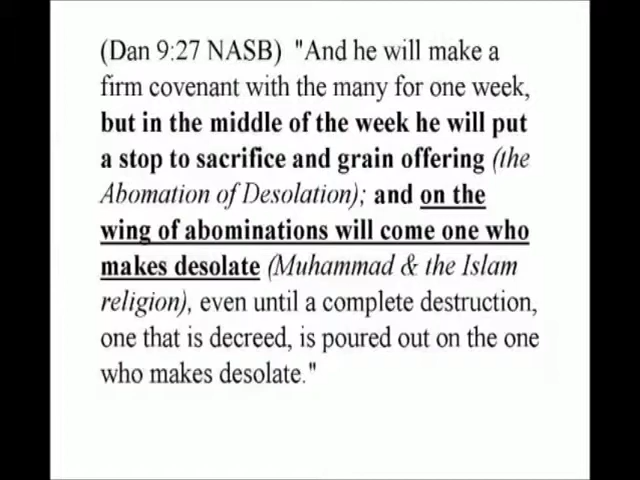 (Dan 9:27 NASB)  "And he will make a
firm covenant with the many for one week,
but in the middle of the week he will put
a stop to sacrifice and grain offering (the
Abomation of Desolation); and on the
wing of abominations will come one who
makes desolate (Muhammad & the Islam
religion), even until a complete destruction,
one that is decreed, is poured out on the one
who makes desolate."